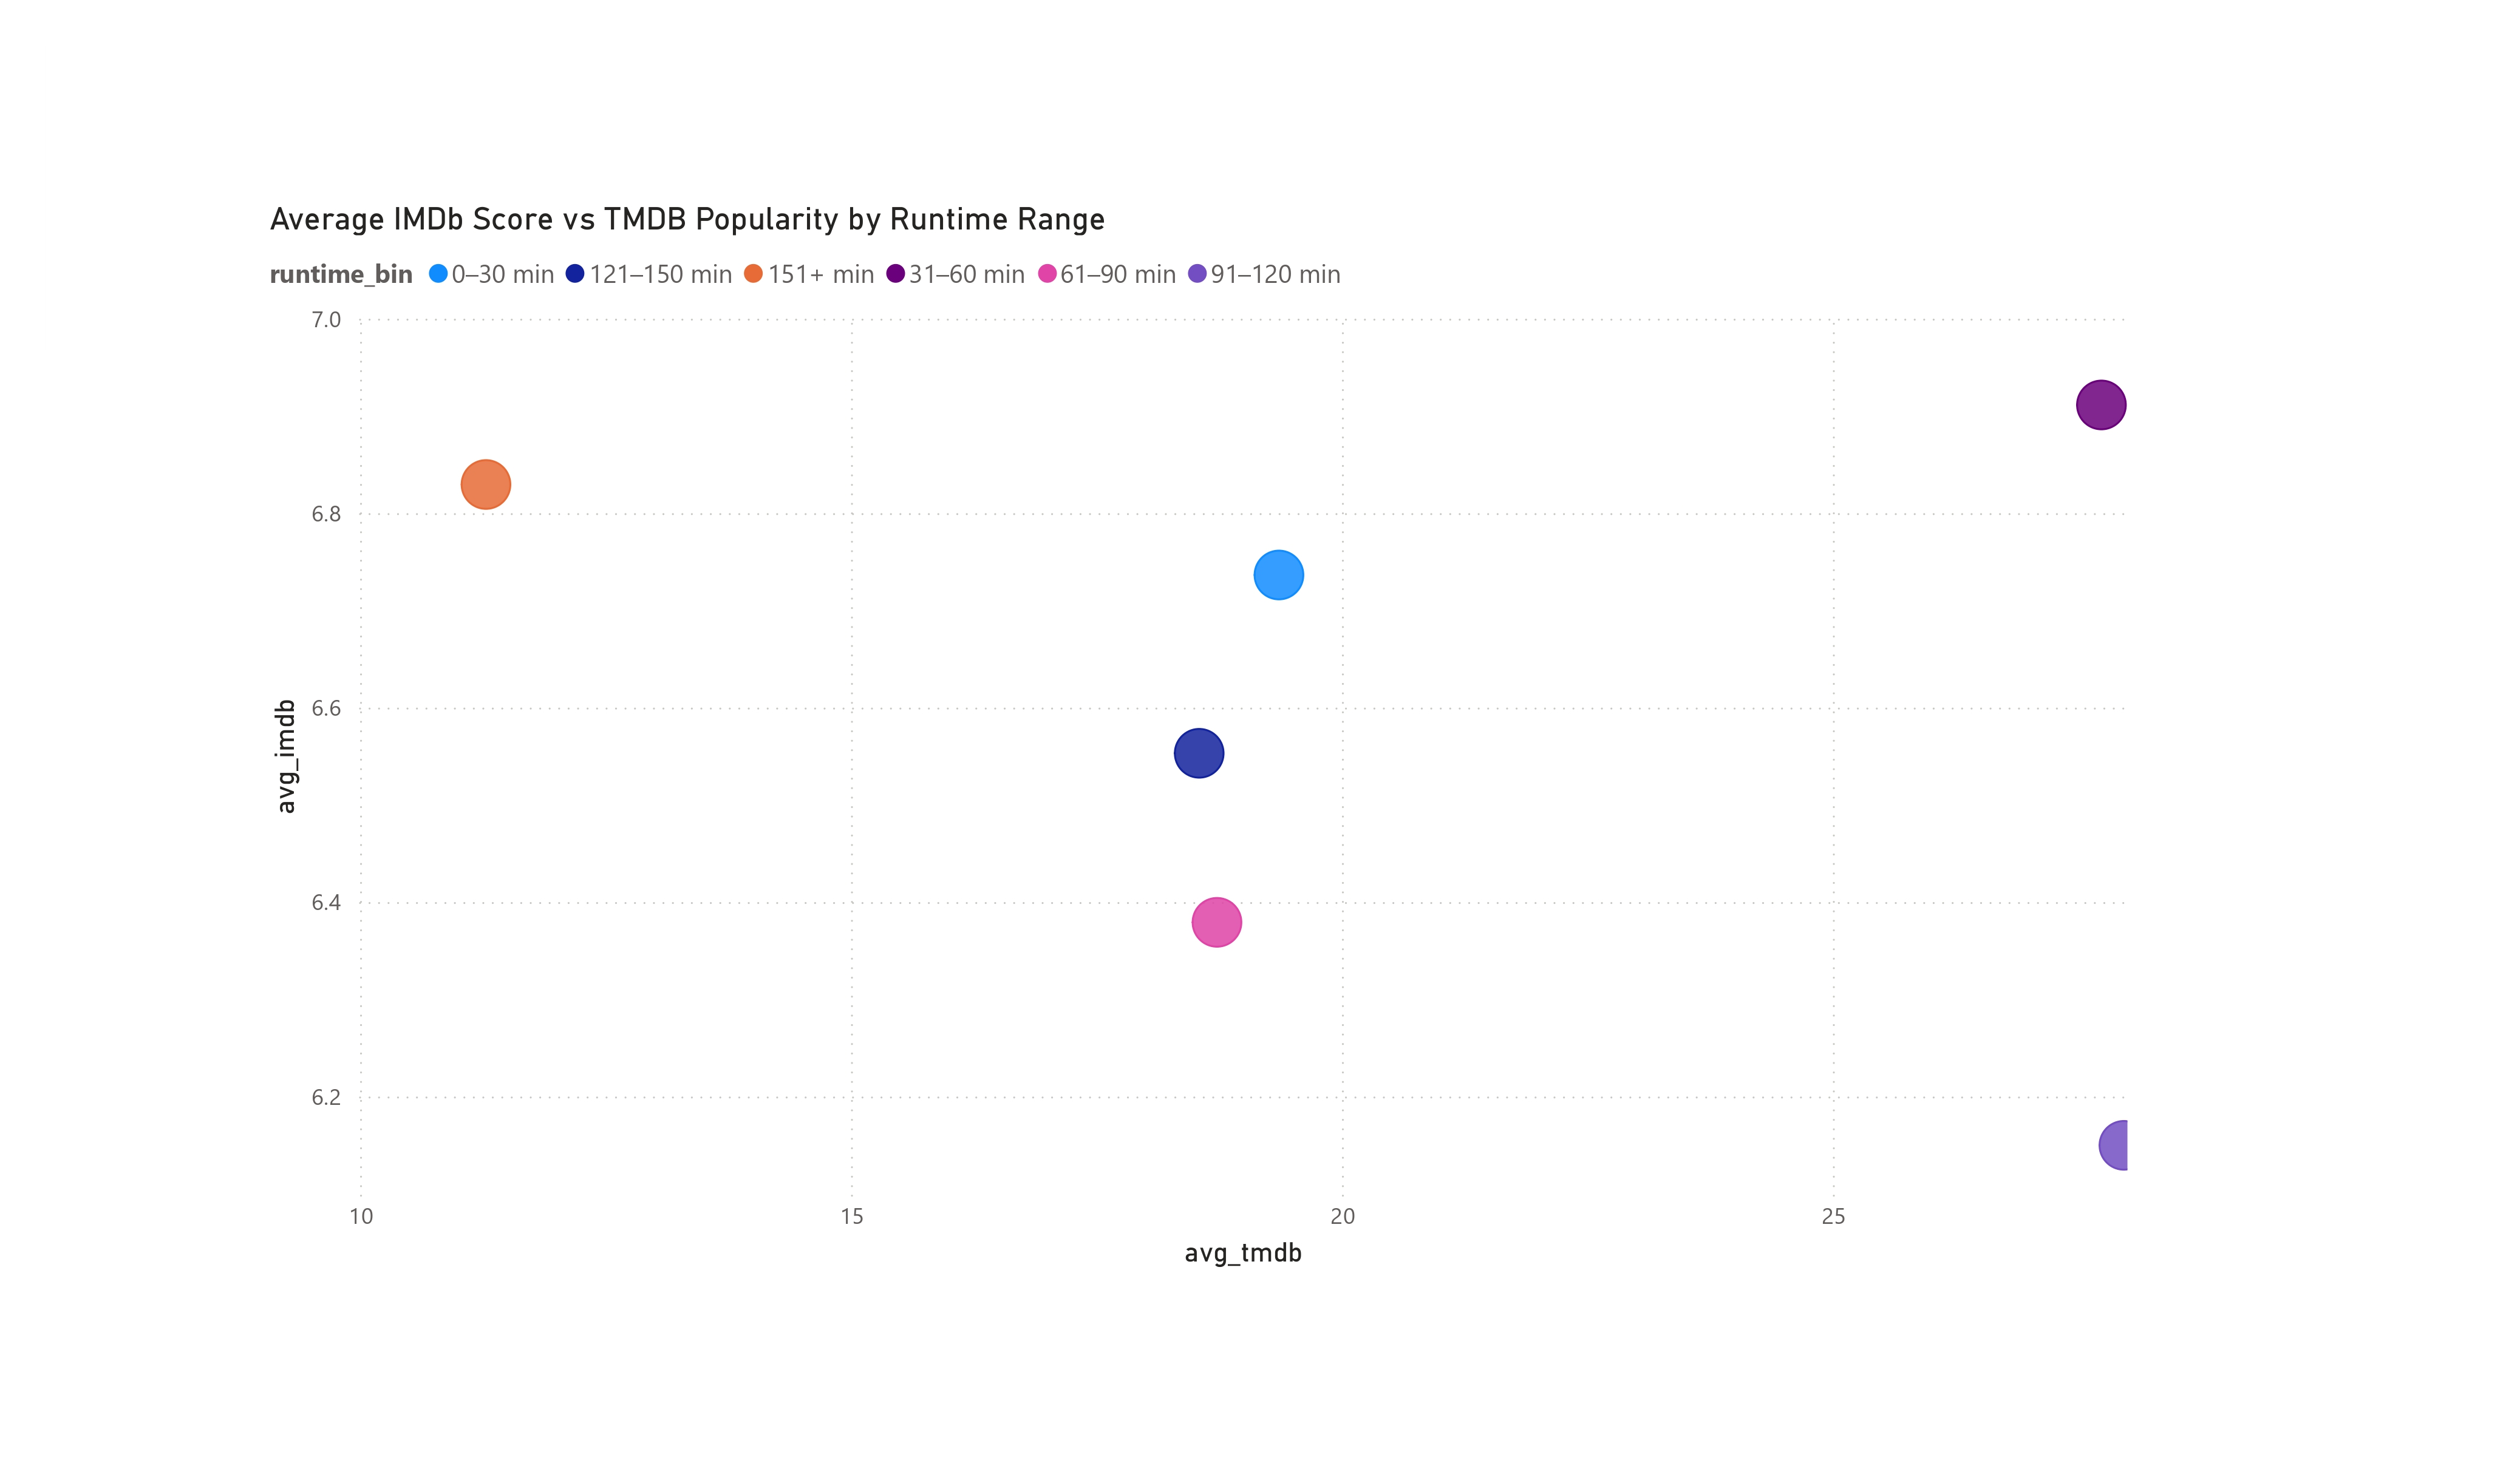 Average IMDb Score vs TMDB Popularity by Runtime Range
runtime_bin 0–30 min 121–150 min 151+ min 31–60 min 61–90 min 91–120 min
7.0
6.8
6.6
6.4
6.2
avg_imdb
10 15 20 25
avg_tmdb